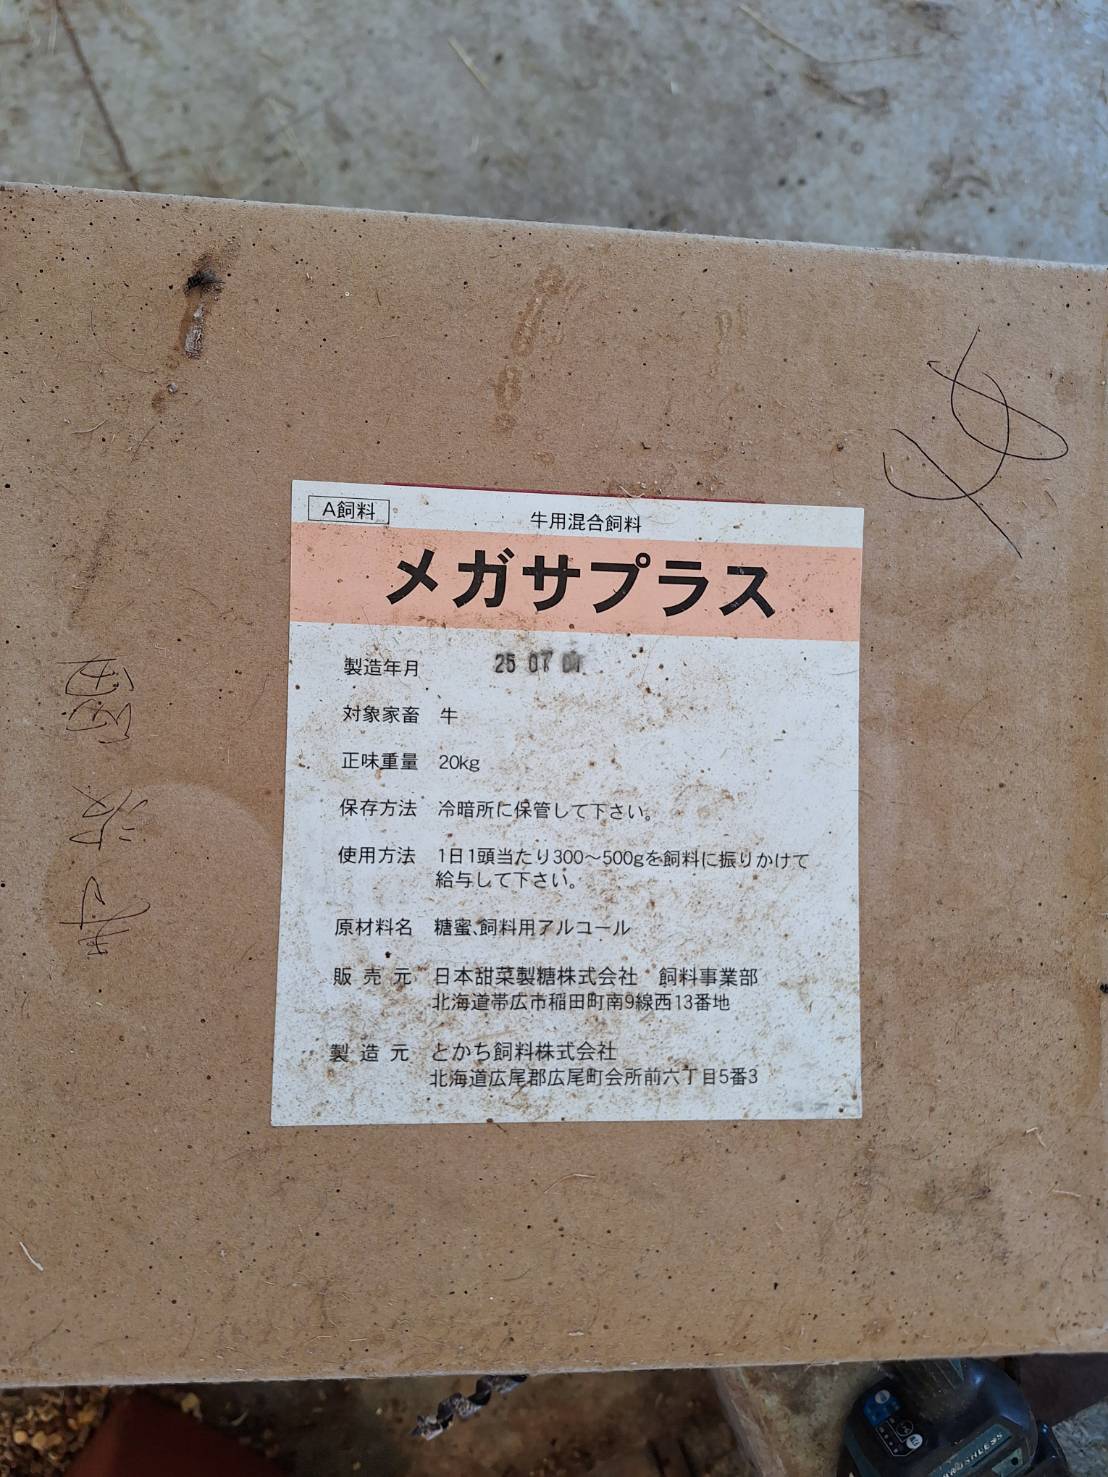 A飼料
牛用混合飼料
メガサプラス
製造年月 25 07 01
対象家畜 牛
正味重量 20kg
保存方法 冷暗所に保管して下さい。
使用方法 1日1頭当たり300～500gを飼料に振りかけて
給与して下さい。
原材料名 糖蜜、飼料用アルコール
販売元 日本甜菜製糖株式会社 飼料事業部
北海道帯広市稲田町南9線西13番地
製造元 とかち飼料株式会社
北海道広尾郡広尾町会所前六丁目5番3